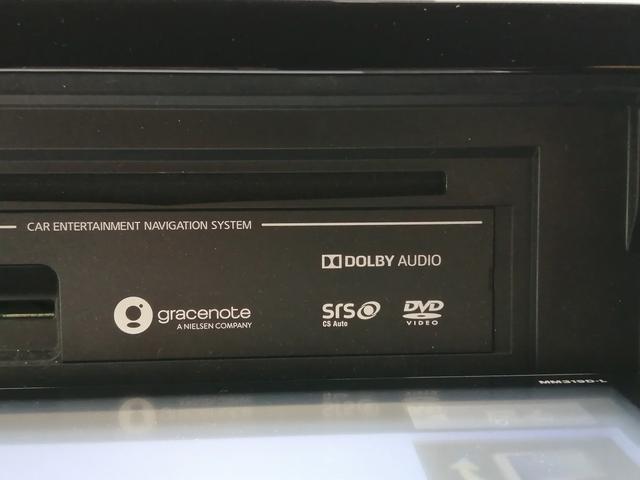 CAR ENTERTAINMENT NAVIGATION SYSTEM
DOLBY AUDIO
gracenote
A NIELSEN COMPANY
SRS
CS Auto
DVD
VIDEO
MM319D-L